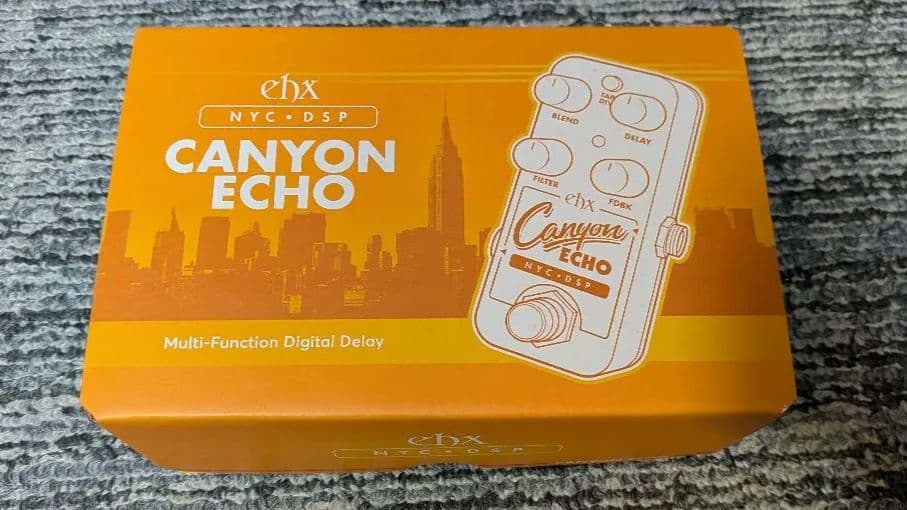 ehx
NYC • DSP
CANYON
ECHO
Multi-Function Digital Delay
TAP
DIV
BLEND
DELAY
FILTER
FDBK
ehx
Canyon
ECHO
NYC • DSP
ehx
NYC • DSP